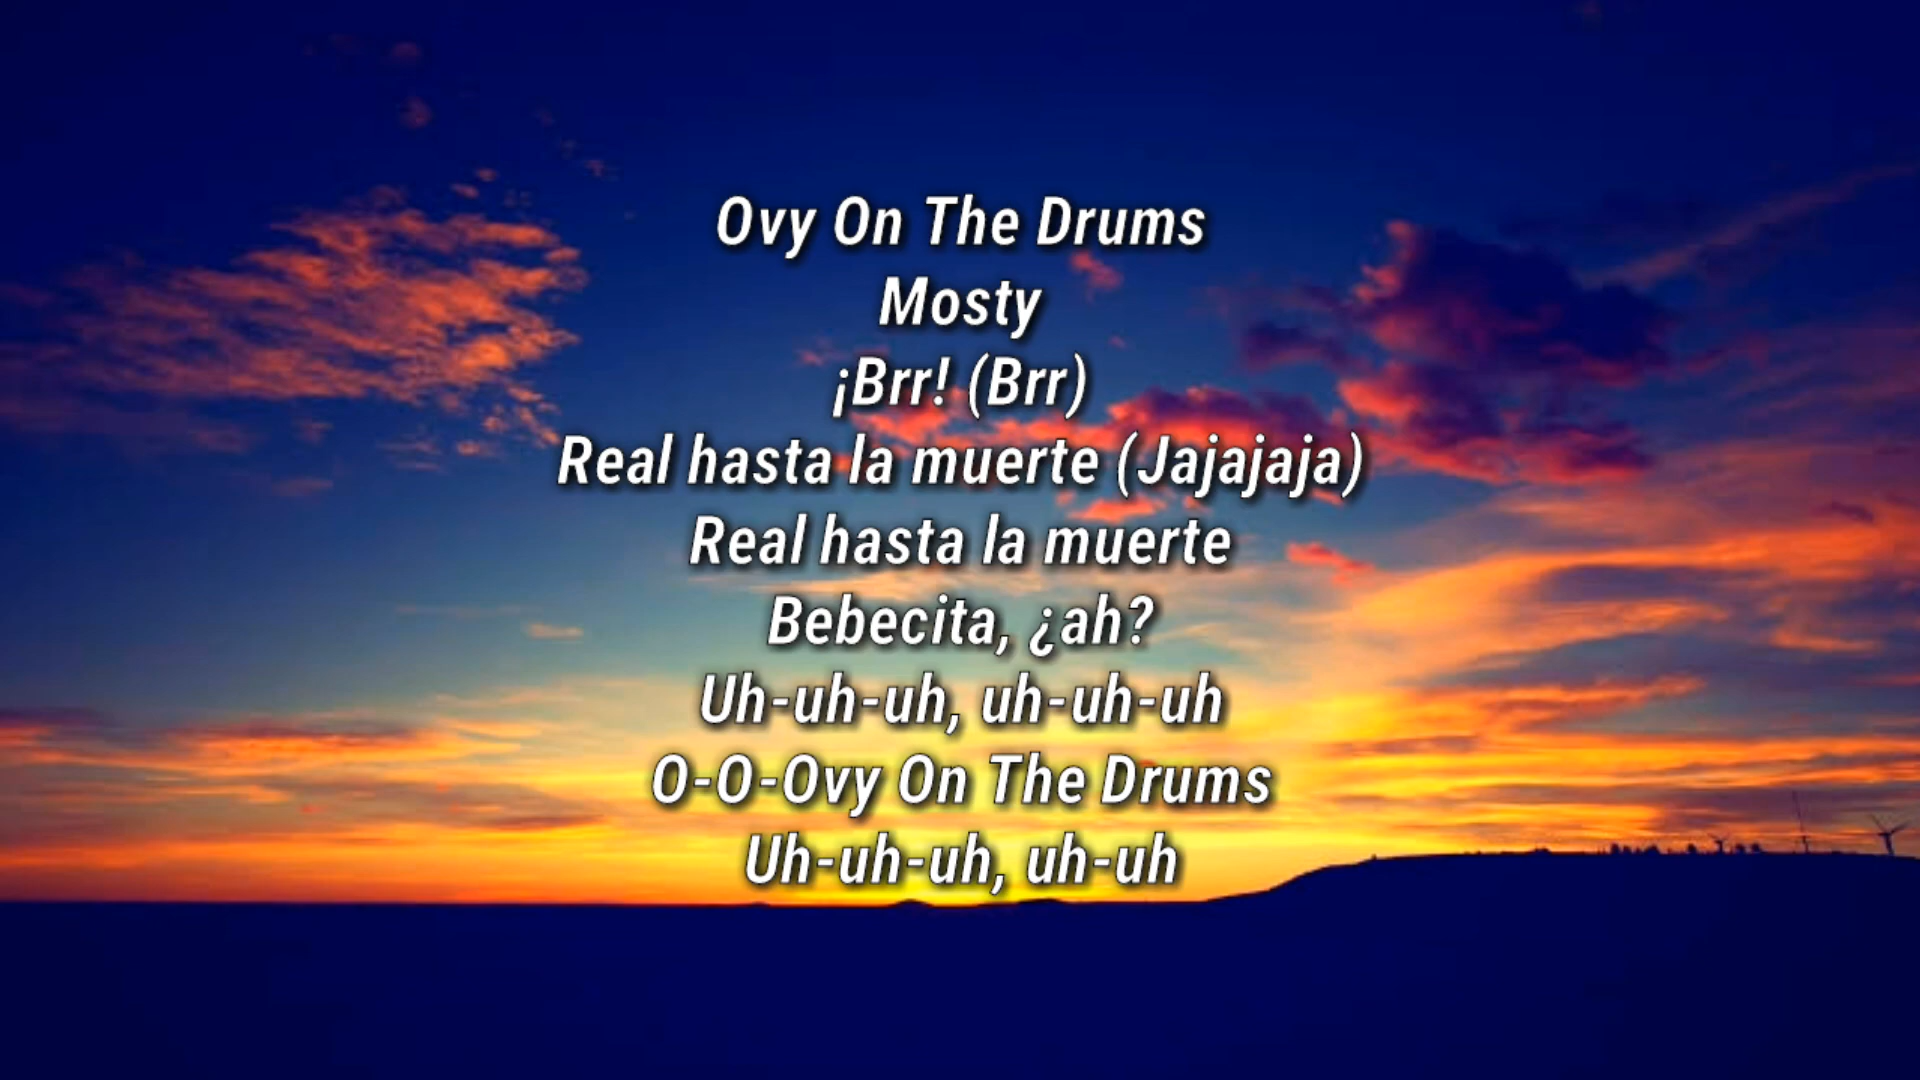 Ovy On The Drums
Mosty
¡Brr! (Brr)
Real hasta la muerte (Jajajaja)
Real hasta la muerte
Bebecita, ¿ah?
Uh-uh-uh, uh-uh-uh
O-O-Ovy On The Drums
Uh-uh-uh, uh-uh